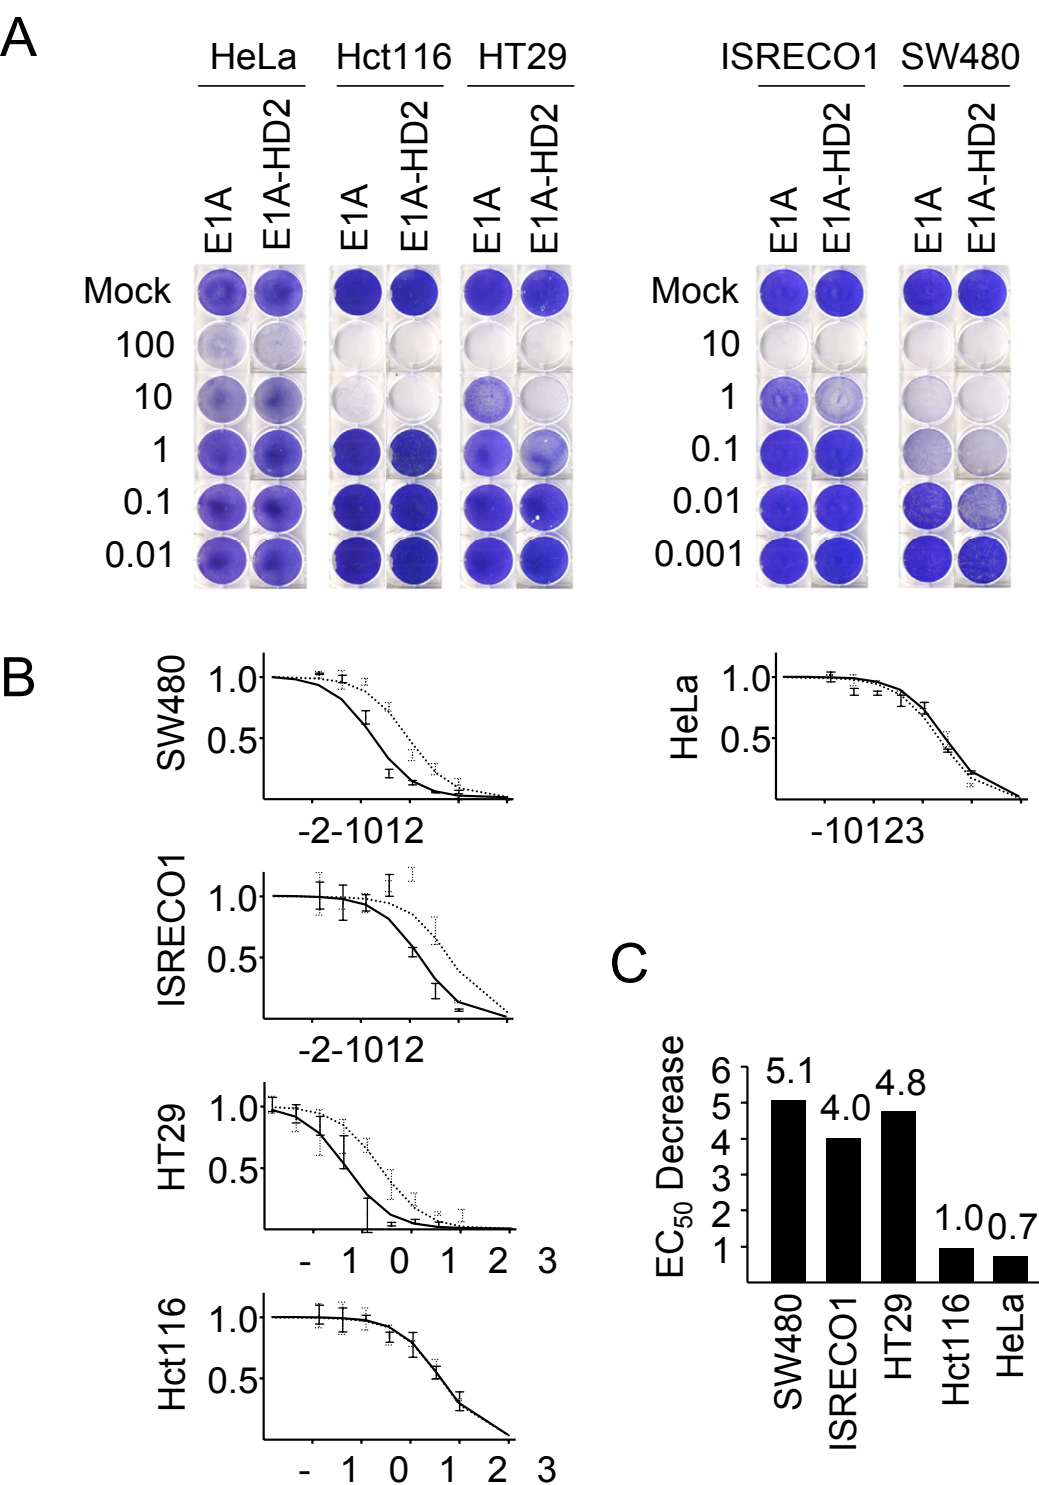 A
HeLa Hct116 HT29 ISRECO1 SW480
E1A E1A-HD2 E1A E1A-HD2 E1A E1A-HD2 E1A E1A-HD2 E1A E1A-HD2
Mock Mock
100 10
10 1
1 0.1
0.1 0.01
0.01 0.001
B
SW480
1.0
0.5
-2-1012
HeLa
1.0
0.5
-10123
ISRECO1
1.0
0.5
-2-1012
HT29
1.0
0.5
- 1 0 1 2 3
Hct116
1.0
0.5
- 1 0 1 2 3
C
EC50 Decrease
6
5
4
3
2
1
5.1
4.0
4.8
1.0
0.7
SW480
ISRECO1
HT29
Hct116
HeLa